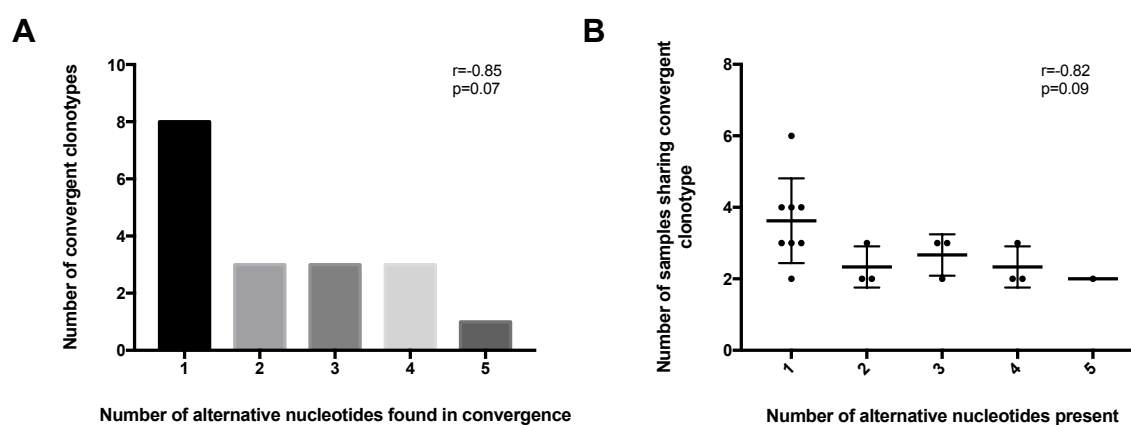 A
Number of convergent clonotypes
10
8
6
4
2
0
r=-0.85
p=0.07
1 2 3 4 5
Number of alternative nucleotides found in convergence
B
Number of samples sharing convergent
clonotype
8
6
4
2
0
r=-0.82
p=0.09
1 2 3 4 5
Number of alternative nucleotides present